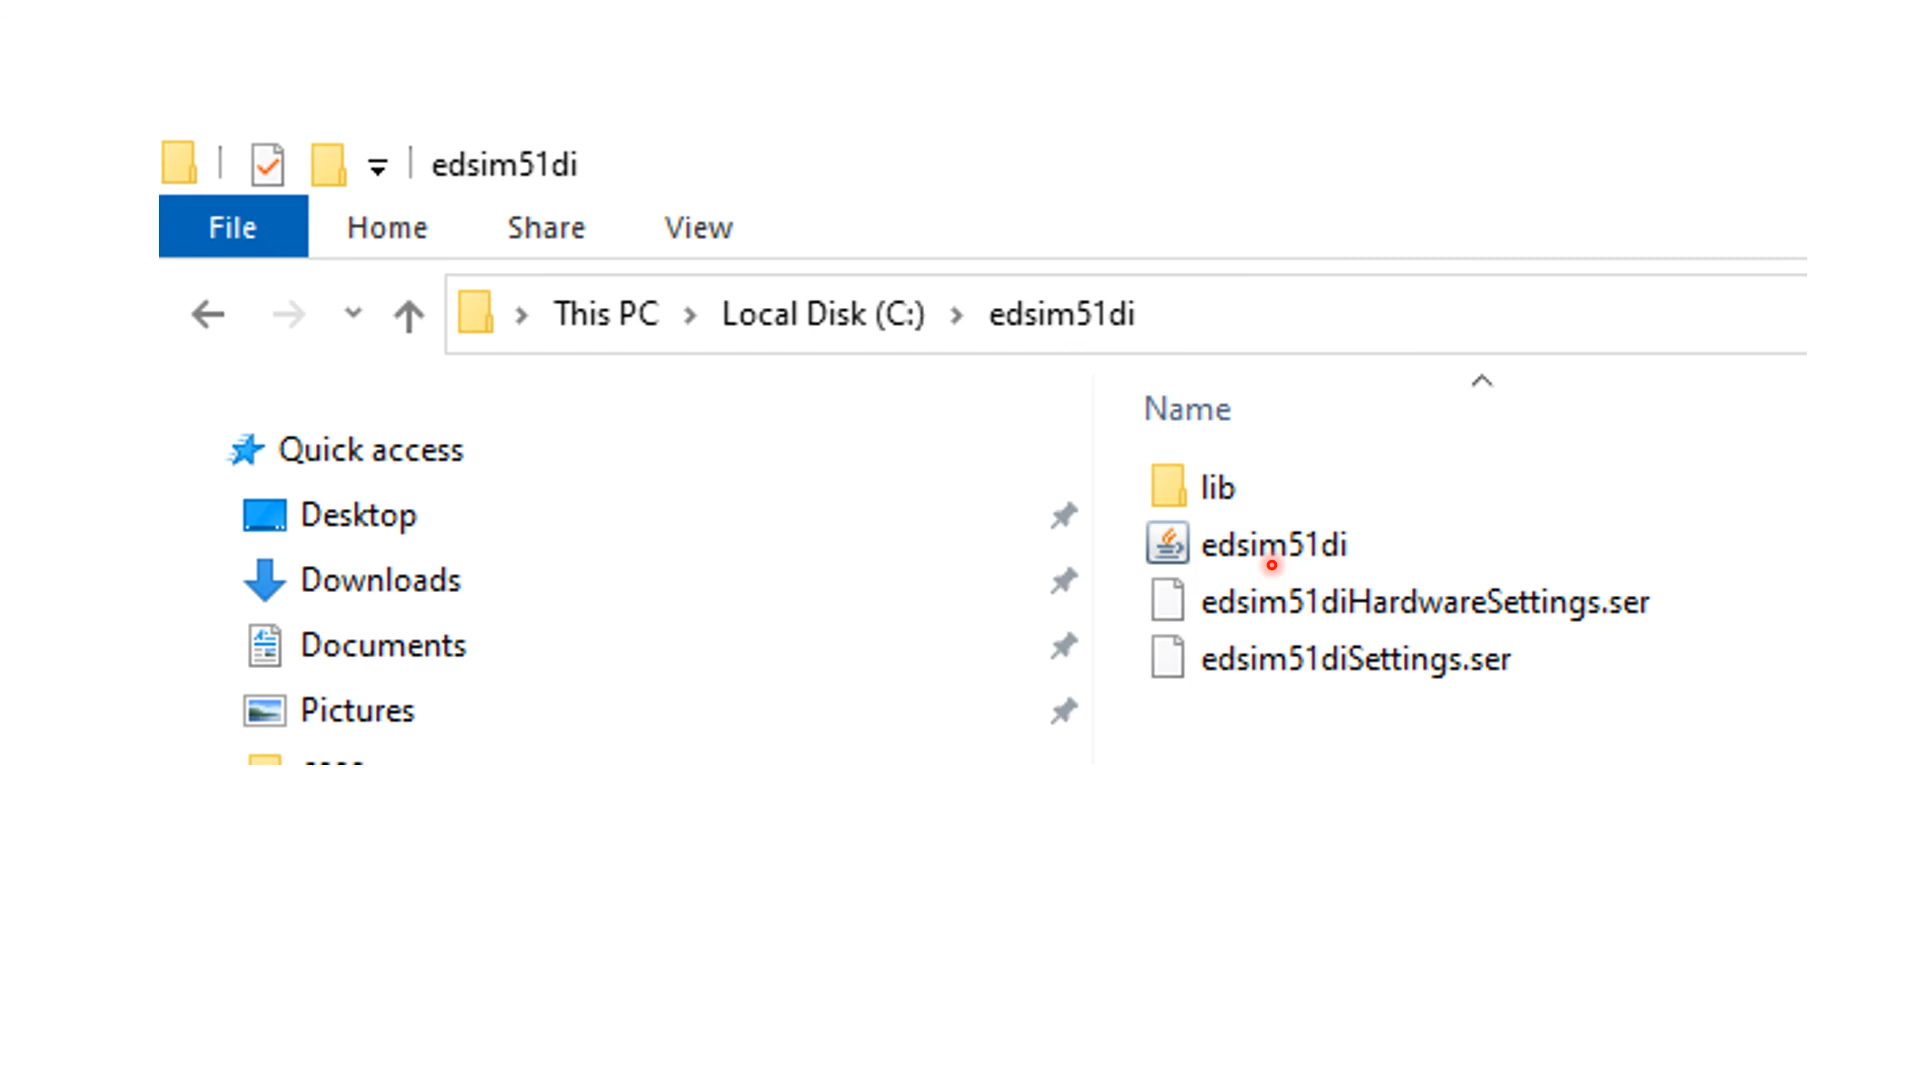 edsim51di
File Home Share View
This PC Local Disk (C:) edsim51di
Name
Quick access
Desktop
Downloads
Documents
Pictures
lib
edsim51di
edsim51diHardwareSettings.ser
edsim51diSettings.ser